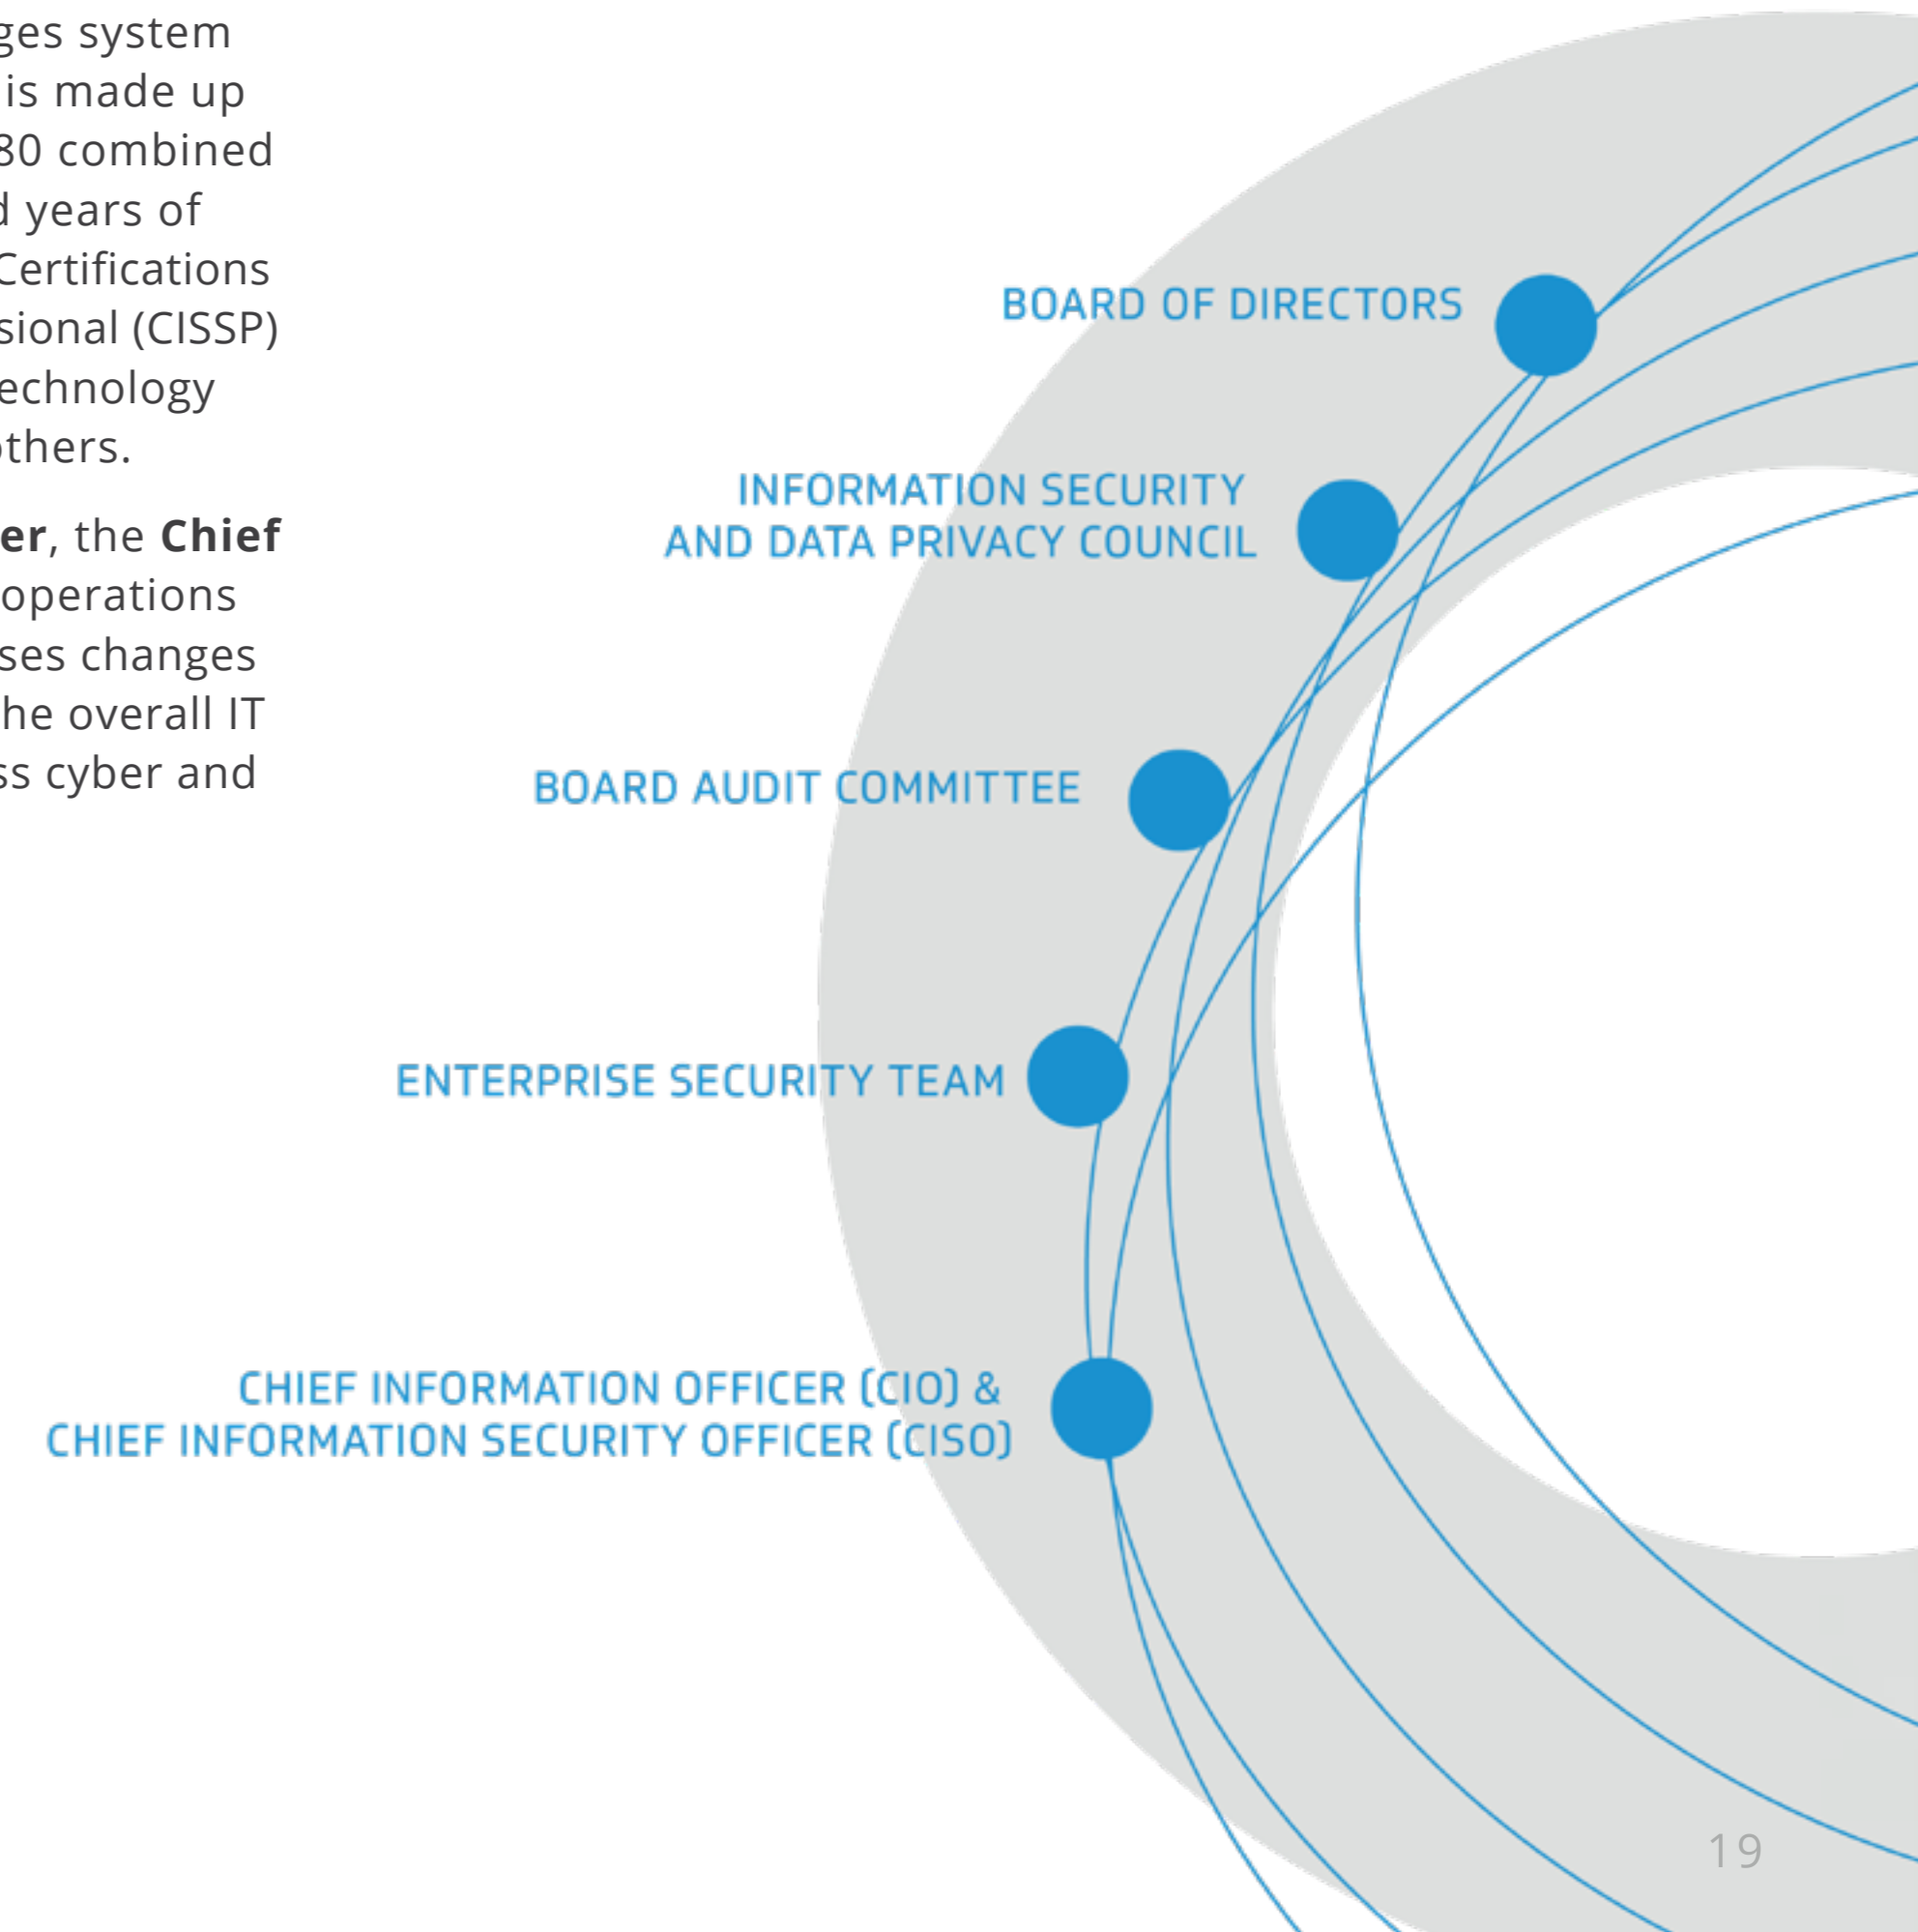 ges system
is made up
80 combined
d years of
Certifications
sional (CISSP)
echnology
others.
er, the Chief
operations
ses changes
he overall IT
ss cyber and
BOARD OF DIRECTORS
INFORMATION SECURITY
AND DATA PRIVACY COUNCIL
BOARD AUDIT COMMITTEE
ENTERPRISE SECURITY TEAM
CHIEF INFORMATION OFFICER (CIO) &
CHIEF INFORMATION SECURITY OFFICER (CISO)
19